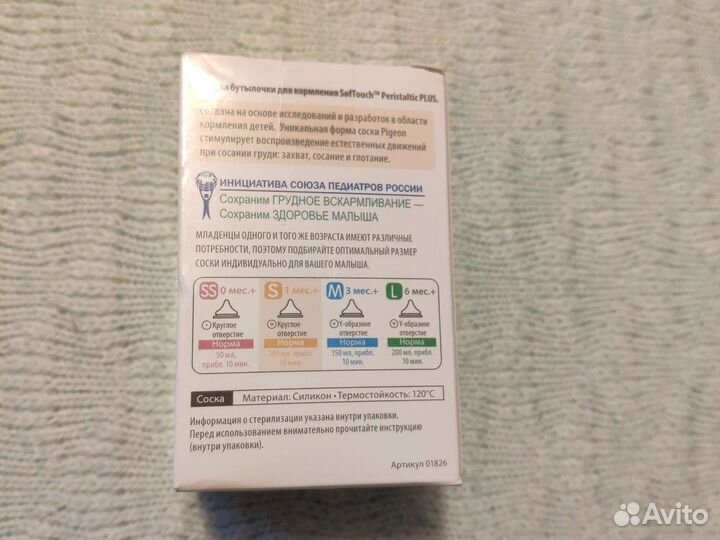 бутылочки для кормления SofTouch™ Peristaltic PLUS.
Создана на основе исследований и разработок в области
кормления детей. Уникальная форма соски Pigeon
стимулирует воспроизведение естественных движений
при сосании груди: захват, сосание и глотание.
ИНИЦИАТИВА СОЮЗА ПЕДИАТРОВ РОССИИ
Сохраним ГРУДНОЕ ВСКАРМЛИВАНИЕ —
Сохраним ЗДОРОВЬЕ МАЛЫША
МЛАДЕНЦЫ ОДНОГО И ТОГО ЖЕ ВОЗРАСТА ИМЕЮТ РАЗЛИЧНЫЕ
ПОТРЕБНОСТИ, ПОЭТОМУ ПОДБИРАЙТЕ ОПТИМАЛЬНЫЙ РАЗМЕР
СОСКИ ИНДИВИДУАЛЬНО ДЛЯ ВАШЕГО МАЛЫША.
SS 0 мес.+
Круглое
отверстие
Норма
50 мл,
прибл. 10 мин.
S 1 мес.+
Круглое
отверстие
Норма
100 мл, прибл.
10 мин.
M 3 мес.+
Y-образное
отверстие
Норма
150 мл, прибл.
10 мин.
L 6 мес.+
Y-образное
отверстие
Норма
200 мл, прибл.
10 мин.
Соска Материал: Силикон • Термостойкость: 120°C
Информация о стерилизации указана внутри упаковки.
Перед использованием внимательно прочитайте инструкцию
(внутри упаковки).
Артикул 01826
Avito